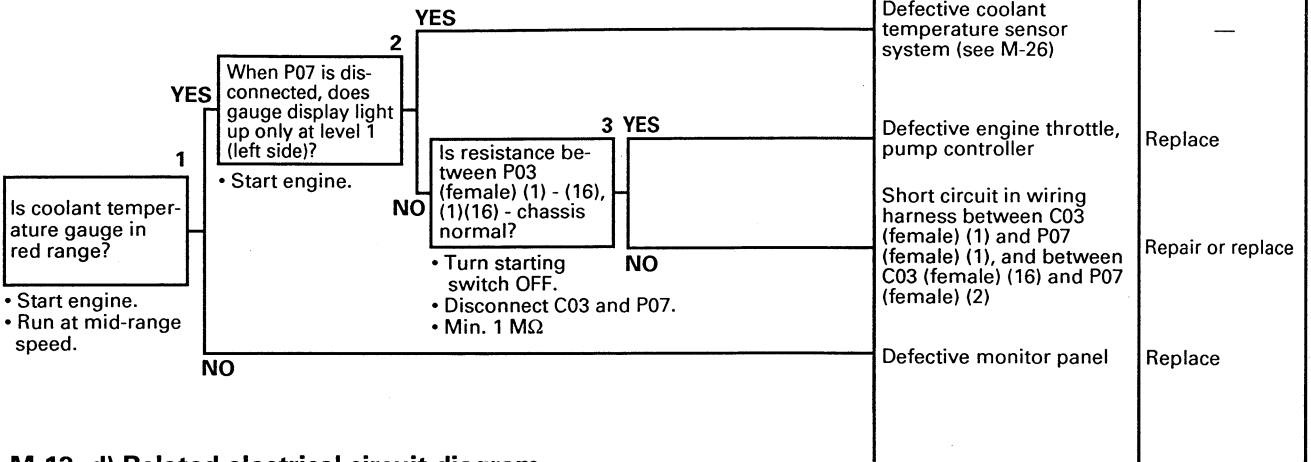 YES
2
When P07 is dis-
connected, does
gauge display light
up only at level 1
(left side)?
• Start engine.
YES
1
Is coolant temper-
ature gauge in
red range?
• Start engine.
• Run at mid-range
speed.
NO
3 YES
Is resistance be-
tween P03
(female) (1) - (16),
(1)(16) - chassis
normal?
• Turn starting
switch OFF.
• Disconnect C03 and P07.
• Min. 1 MΩ
NO
NO
Defective coolant
temperature sensor
system (see M-26)
—
Defective engine throttle,
pump controller
Replace
Short circuit in wiring
harness between C03
(female) (1) and P07
(female) (1), and between
C03 (female) (16) and P07
(female) (2)
Repair or replace
Defective monitor panel
Replace
M-13 d) Related electrical circuit diagram